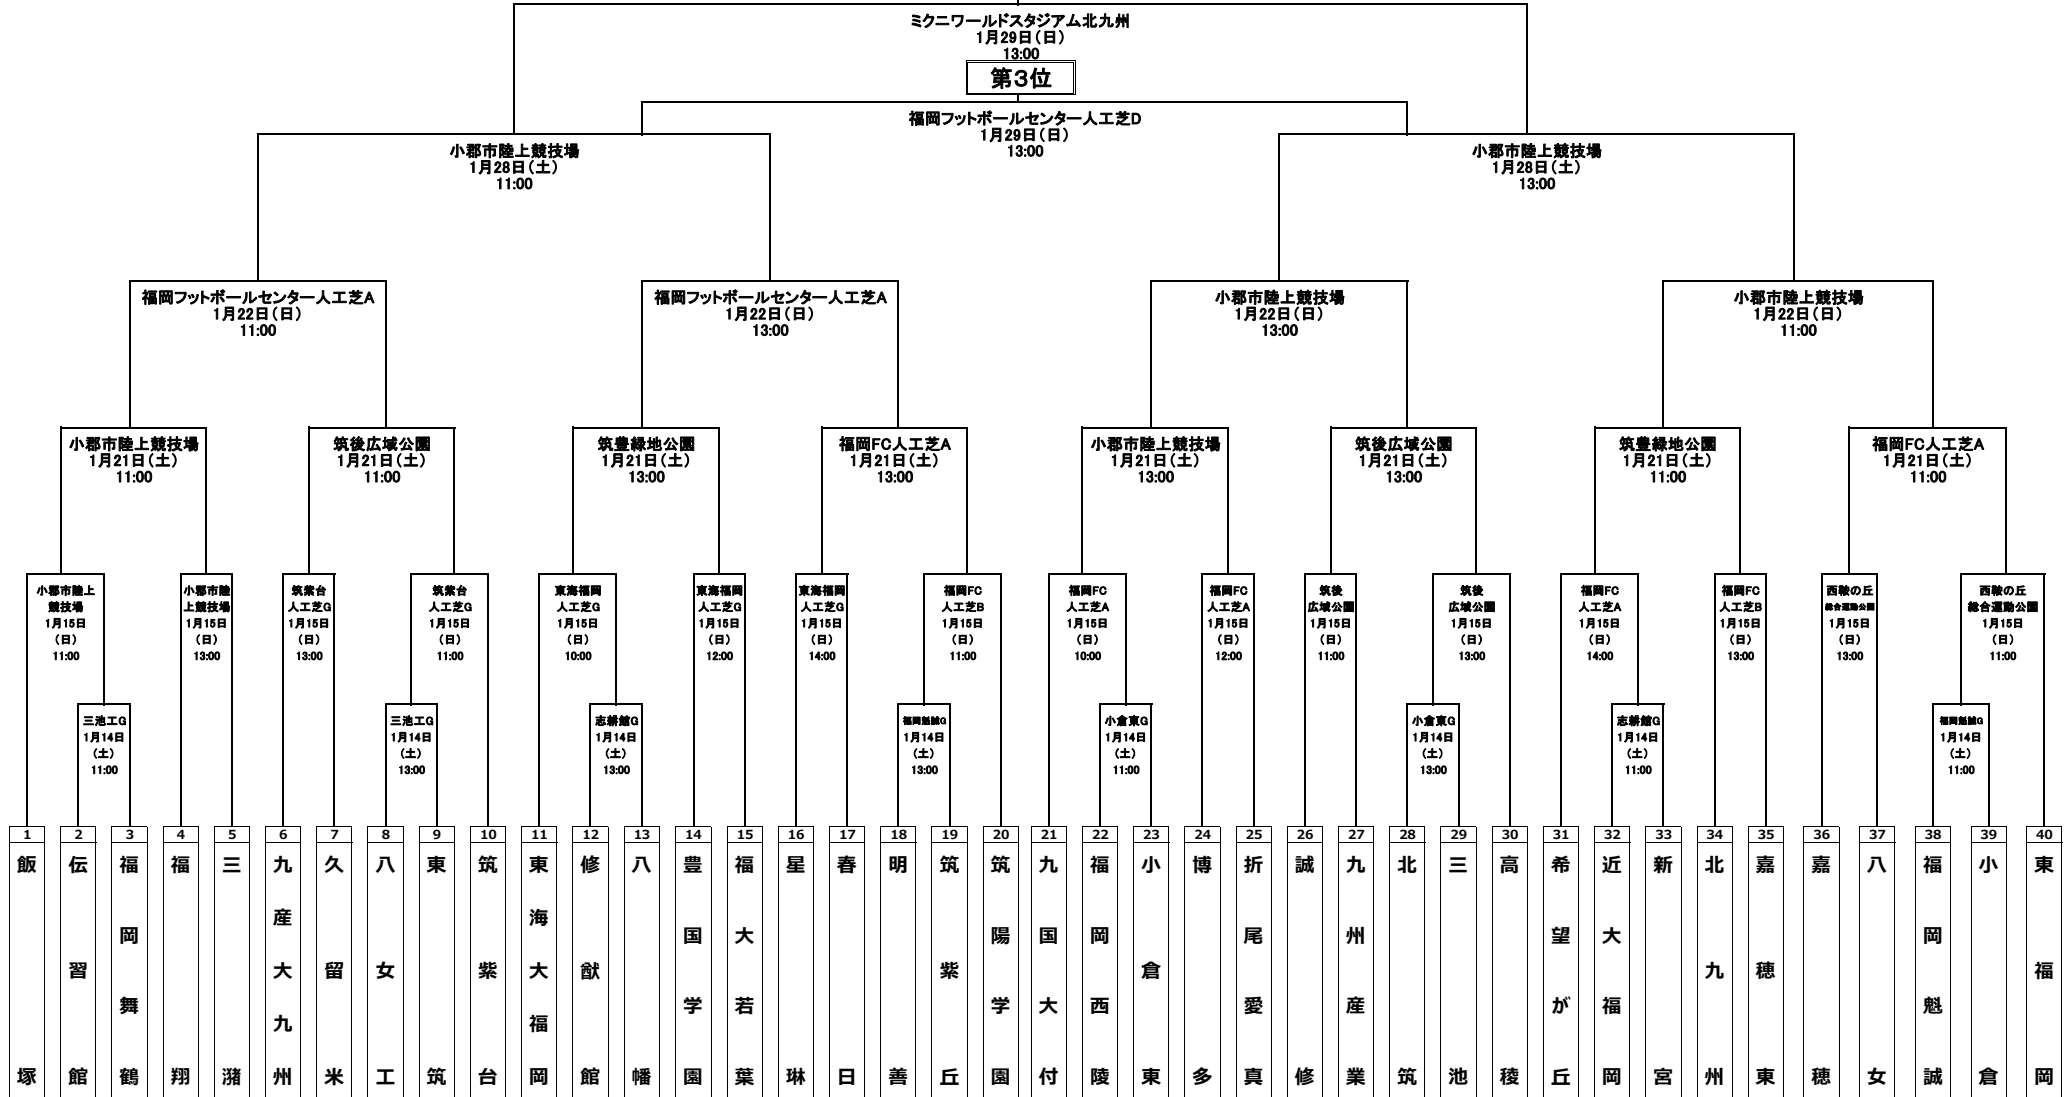 ミクニワールドスタジアム北九州
1月29日(日)
13:00
第3位
福岡フットボールセンター人工芝D
1月29日(日)
13:00
小郡市陸上競技場
1月28日(土)
11:00
小郡市陸上競技場
1月28日(土)
13:00
福岡フットボールセンター人工芝A
1月22日(日)
11:00
福岡フットボールセンター人工芝A
1月22日(日)
13:00
小郡市陸上競技場
1月22日(日)
13:00
小郡市陸上競技場
1月22日(日)
11:00
小郡市陸上競技場
1月21日(土)
11:00
筑後広域公園
1月21日(土)
11:00
筑豊緑地公園
1月21日(土)
13:00
福岡FC人工芝A
1月21日(土)
13:00
小郡市陸上競技場
1月21日(土)
13:00
筑後広域公園
1月21日(土)
13:00
筑豊緑地公園
1月21日(土)
11:00
福岡FC人工芝A
1月21日(土)
11:00
小郡市陸上
競技場
1月15日
(日)
11:00
小郡市陸
上競技場
1月15日
(日)
13:00
筑紫台
人工芝G
1月15日
(日)
13:00
筑紫台
人工芝G
1月15日
(日)
11:00
東海福岡
人工芝G
1月15日
(日)
10:00
東海福岡
人工芝G
1月15日
(日)
12:00
東海福岡
人工芝G
1月15日
(日)
14:00
福岡FC
人工芝B
1月15日
(日)
11:00
福岡FC
人工芝A
1月15日
(日)
10:00
福岡FC
人工芝A
1月15日
(日)
12:00
筑後
広域公園
1月15日
(日)
11:00
筑後
広域公園
1月15日
(日)
13:00
福岡FC
人工芝A
1月15日
(日)
14:00
福岡FC
人工芝B
1月15日
(日)
13:00
西鞍の丘
総合運動公園
1月15日
(日)
13:00
西鞍の丘
総合運動公園
1月15日
(日)
11:00
三池工G
1月14日
(土)
11:00
三池工G
1月14日
(土)
13:00
志耕館G
1月14日
(土)
13:00
福岡魁誠G
1月14日
(土)
13:00
小倉東G
1月14日
(土)
11:00
小倉東G
1月14日
(土)
13:00
志耕館G
1月14日
(土)
11:00
福岡魁誠G
1月14日
(土)
11:00
1
飯塚
2
伝習館
3
福岡舞鶴
4
福翔
5
三潴
6
九産大九州
7
久留米
8
八女工
9
東筑
10
筑紫台
11
東海大福岡
12
修猷館
13
八幡
14
豊国学園
15
福大若葉
16
星琳
17
春日
18
明善
19
筑紫丘
20
筑陽学園
21
九国大付
22
福岡西陵
23
小倉東
24
博多
25
折尾愛真
26
誠修
27
九州産業
28
北筑
29
三池
30
高稜
31
希望が丘
32
近大福岡
33
新宮
34
北九州
35
嘉穂東
36
嘉穂
37
八女
38
福岡魁誠
39
小倉
40
東福岡